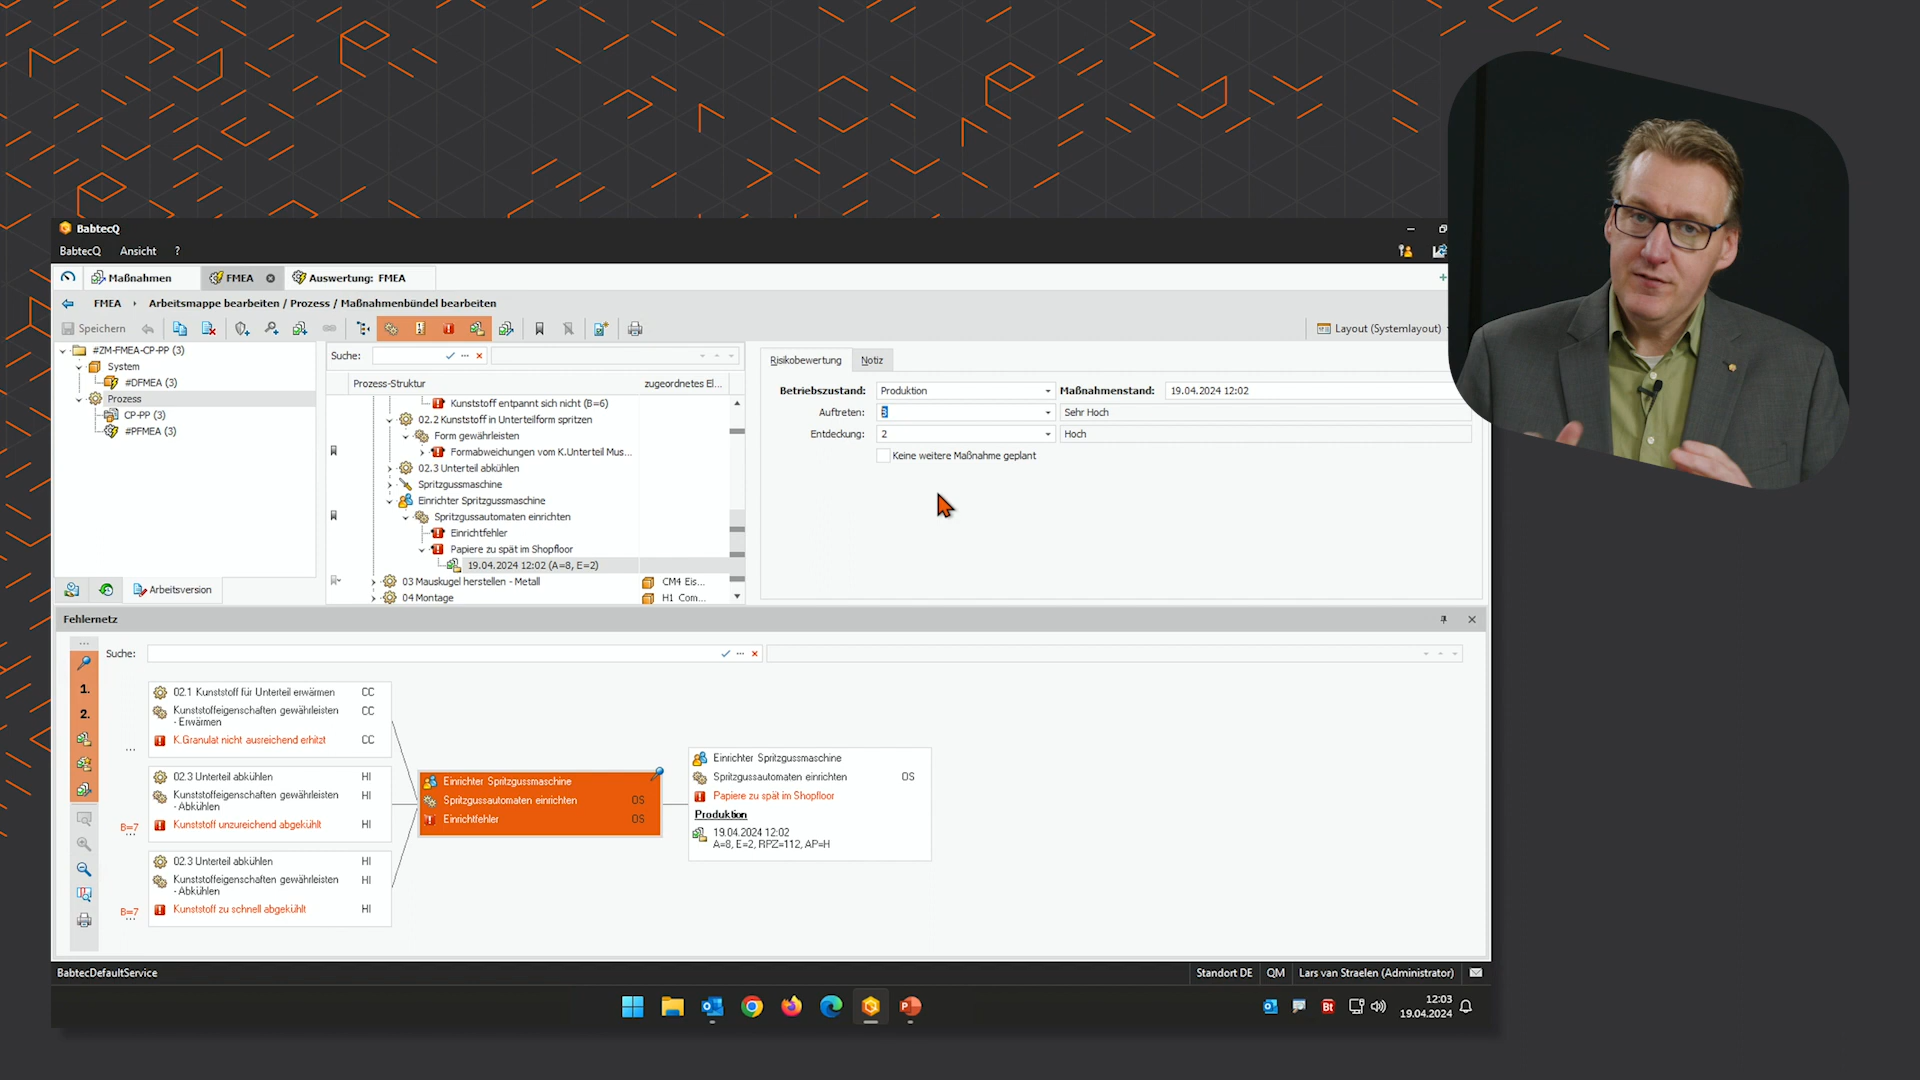 BabtecQ
BabtecQ Ansicht ?
Maßnahmen FMEA Auswertung: FMEA
FMEA Arbeitsmappe bearbeiten / Prozess / Maßnahmenbündel bearbeiten
Speichern Layout (Systemlayout)
#ZM-FMEA-CP-PP (3)
System
#DFMEA (3)
Prozess
CP-PP (3)
#PFMEA (3)
Arbeitsversion
Suche:
Prozess-Struktur zugeordnetes El...
Kunststoff entpannt sich nicht (B=6)
02.2 Kunststoff in Unterteilform spritzen
Form gewährleisten
Formabweichungen vom K.Unterteil Mus...
02.3 Unterteil abkühlen
Spritzgussmaschine
Einrichter Spritzgussmaschine
Spritzgussautomaten einrichten
Einrichtfehler
Papiere zu spät im Shopfloor
19.04.2024 12:02 (A=8, E=2)
03 Mauskugel herstellen - Metall CM4 Eis...
04 Montage H1 Com...
Risikobewertung Notiz
Betriebszustand: Produktion Maßnahmenstand: 19.04.2024 12:02
Auftreten: Sehr Hoch
Entdeckung: 2 Hoch
Keine weitere Maßnahme geplant
Fehlernetz
Suche:
1.
2.
02.1 Kunststoff für Unterteil erwärmen CC
Kunststoffeigenschaften gewährleisten CC
- Erwärmen
K.Granulat nicht ausreichend erhitzt CC
...
02.3 Unterteil abkühlen HI
Kunststoffeigenschaften gewährleisten HI
- Abkühlen
B=7 Kunststoff unzureichend abgekühlt HI
...
02.3 Unterteil abkühlen HI
Kunststoffeigenschaften gewährleisten HI
- Abkühlen
B=7 Kunststoff zu schnell abgekühlt HI
...
Einrichter Spritzgussmaschine
Spritzgussautomaten einrichten OS
Einrichtfehler OS
Einrichter Spritzgussmaschine
Spritzgussautomaten einrichten OS
Papiere zu spät im Shopfloor
Produktion
19.04.2024 12:02
A=8, E=2, RPZ=112, AP=H
BabtecDefaultService Standort DE QM Lars van Straelen (Administrator)
Bt 12:03
19.04.2024